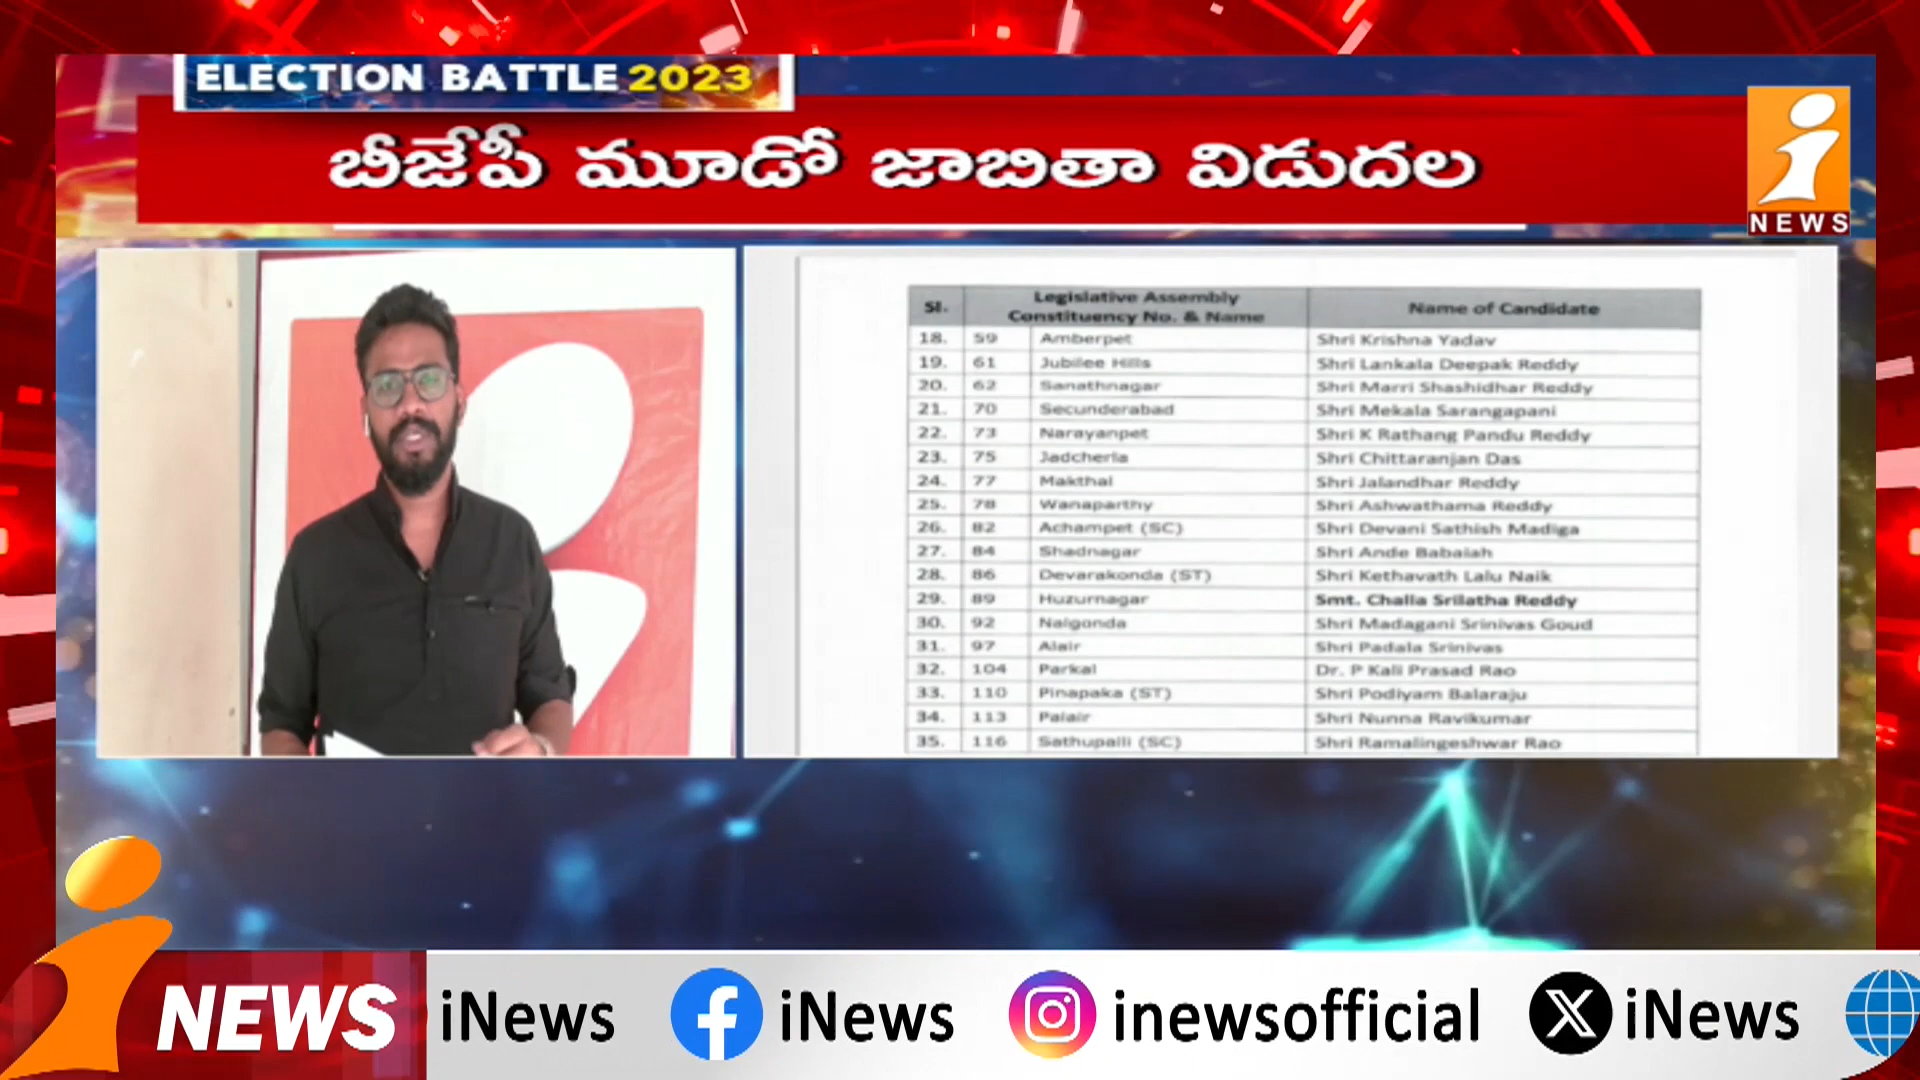 ELECTION BATTLE 2023
బీజేపీ మూడో జాబితా విడుదల
i NEWS
Sl. Legislative Assembly Constituency No. & Name Name of Candidate
18. 59 Amberpet Shri Krishna Yadav
19. 61 Jubilee Hills Shri Lankala Deepak Reddy
20. 62 Sanathnagar Shri Marri Shashidhar Reddy
21. 70 Secunderabad Shri Mekala Sarangapani
22. 73 Narayanpet Shri K Rathang Pandu Reddy
23. 75 Jadcherla Shri Chittaranjan Das
24. 77 Makthal Shri Jalandhar Reddy
25. 78 Wanaparthy Shri Ashwathama Reddy
26. 82 Achampet (SC) Shri Devani Sathish Madiga
27. 84 Shadnagar Shri Ande Babaiah
28. 86 Devarakonda (ST) Shri Kethavath Lalu Naik
29. 89 Huzurnagar Smt. Challa Srilatha Reddy
30. 92 Nalgonda Shri Madagani Srinivas Goud
31. 97 Alair Shri Padala Srinivas
32. 104 Parkal Dr. P Kali Prasad Rao
33. 110 Pinapaka (ST) Shri Podiyam Balaraju
34. 113 Palair Shri Nunna Ravikumar
35. 116 Sathupalli (SC) Shri Ramalingeshwar Rao
i NEWS iNews iNews inewsofficial iNews